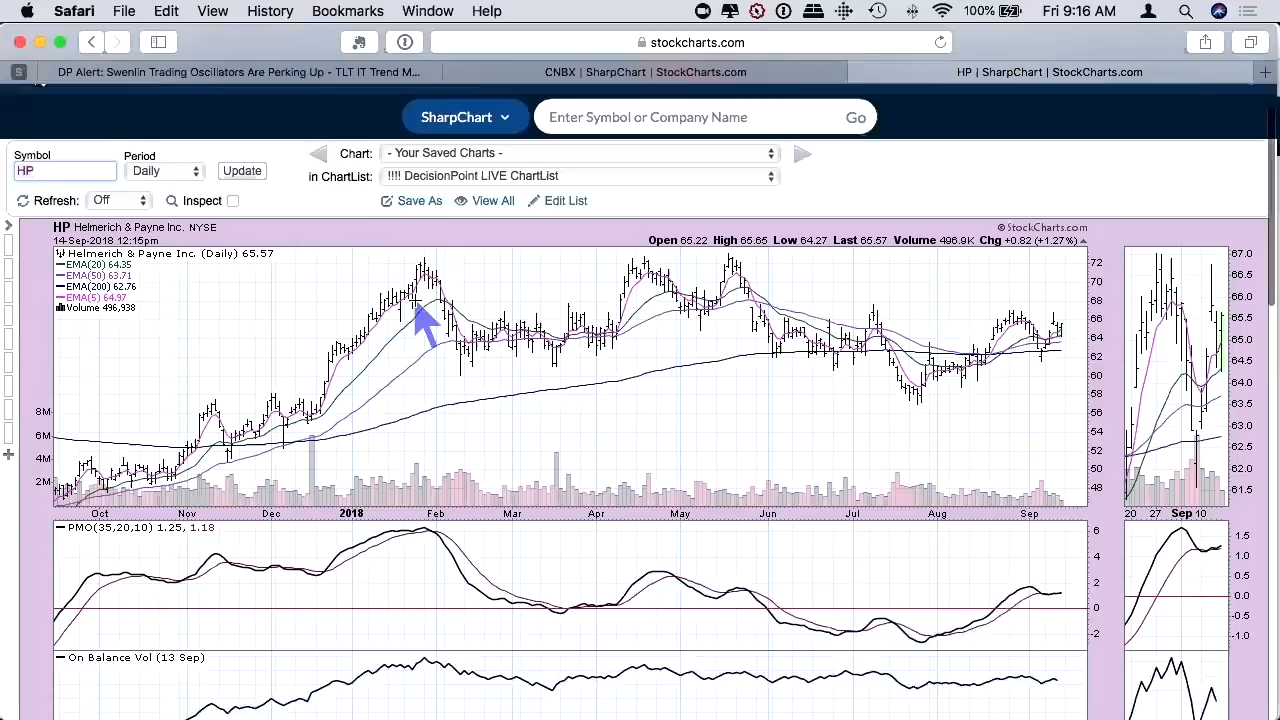 Safari File Edit View History Bookmarks Window Help 100% Fri 9:16 AM
stockcharts.com
S DP Alert: Swenlin Trading Oscillators Are Perking Up - TLT IT Trend M... CNBX | SharpChart | StockCharts.com HP | SharpChart | StockCharts.com
SharpChart Enter Symbol or Company Name Go
Symbol Period Chart: - Your Saved Charts -
HP Daily Update in ChartList: !!!! DecisionPoint LIVE ChartList
Refresh: Off Inspect Save As View All Edit List
HP Helmerich & Payne Inc. NYSE © StockCharts.com
14-Sep-2018 12:15pm Open 65.22 High 65.65 Low 64.27 Last 65.57 Volume 496.9K Chg +0.82 (+1.27%)
Helmerich & Payne Inc. (Daily) 65.57
EMA(20) 64.35
EMA(50) 63.71
EMA(200) 62.76
EMA(5) 64.97
Volume 496,938
72
70
68
66
64
62
60
58
56
54
52
50
48
8M
6M
4M
2M
67.0
66.5
66.0
65.5
65.0
64.5
64.0
63.5
63.0
62.5
62.0
61.5
Oct Nov Dec 2018 Feb Mar Apr May Jun Jul Aug Sep 20 27 Sep 10
PMO(35,20,10) 1.25, 1.18
6
4
2
0
-2
1.5
1.0
0.5
0.0
-0.5
-1.0
On Balance Vol (13 Sep)